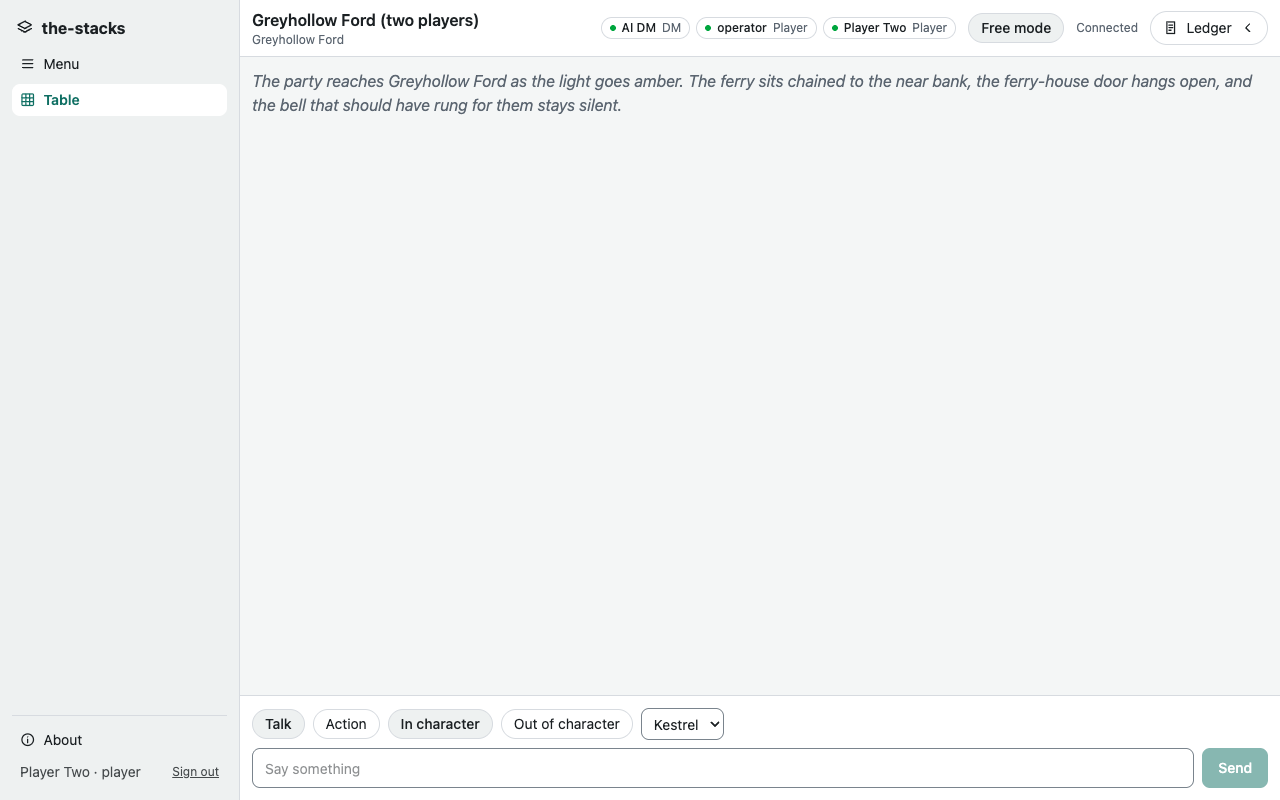 the-stacks
Menu
Table
About
Player Two · player
Sign out
Greyhollow Ford (two players)
Greyhollow Ford
AI DM DM
operator Player
Player Two Player
Free mode
Connected
Ledger
The party reaches Greyhollow Ford as the light goes amber. The ferry sits chained to the near bank, the ferry-house door hangs open, and
the bell that should have rung for them stays silent.
Talk
Action
In character
Out of character
Kestrel
Say something
Send